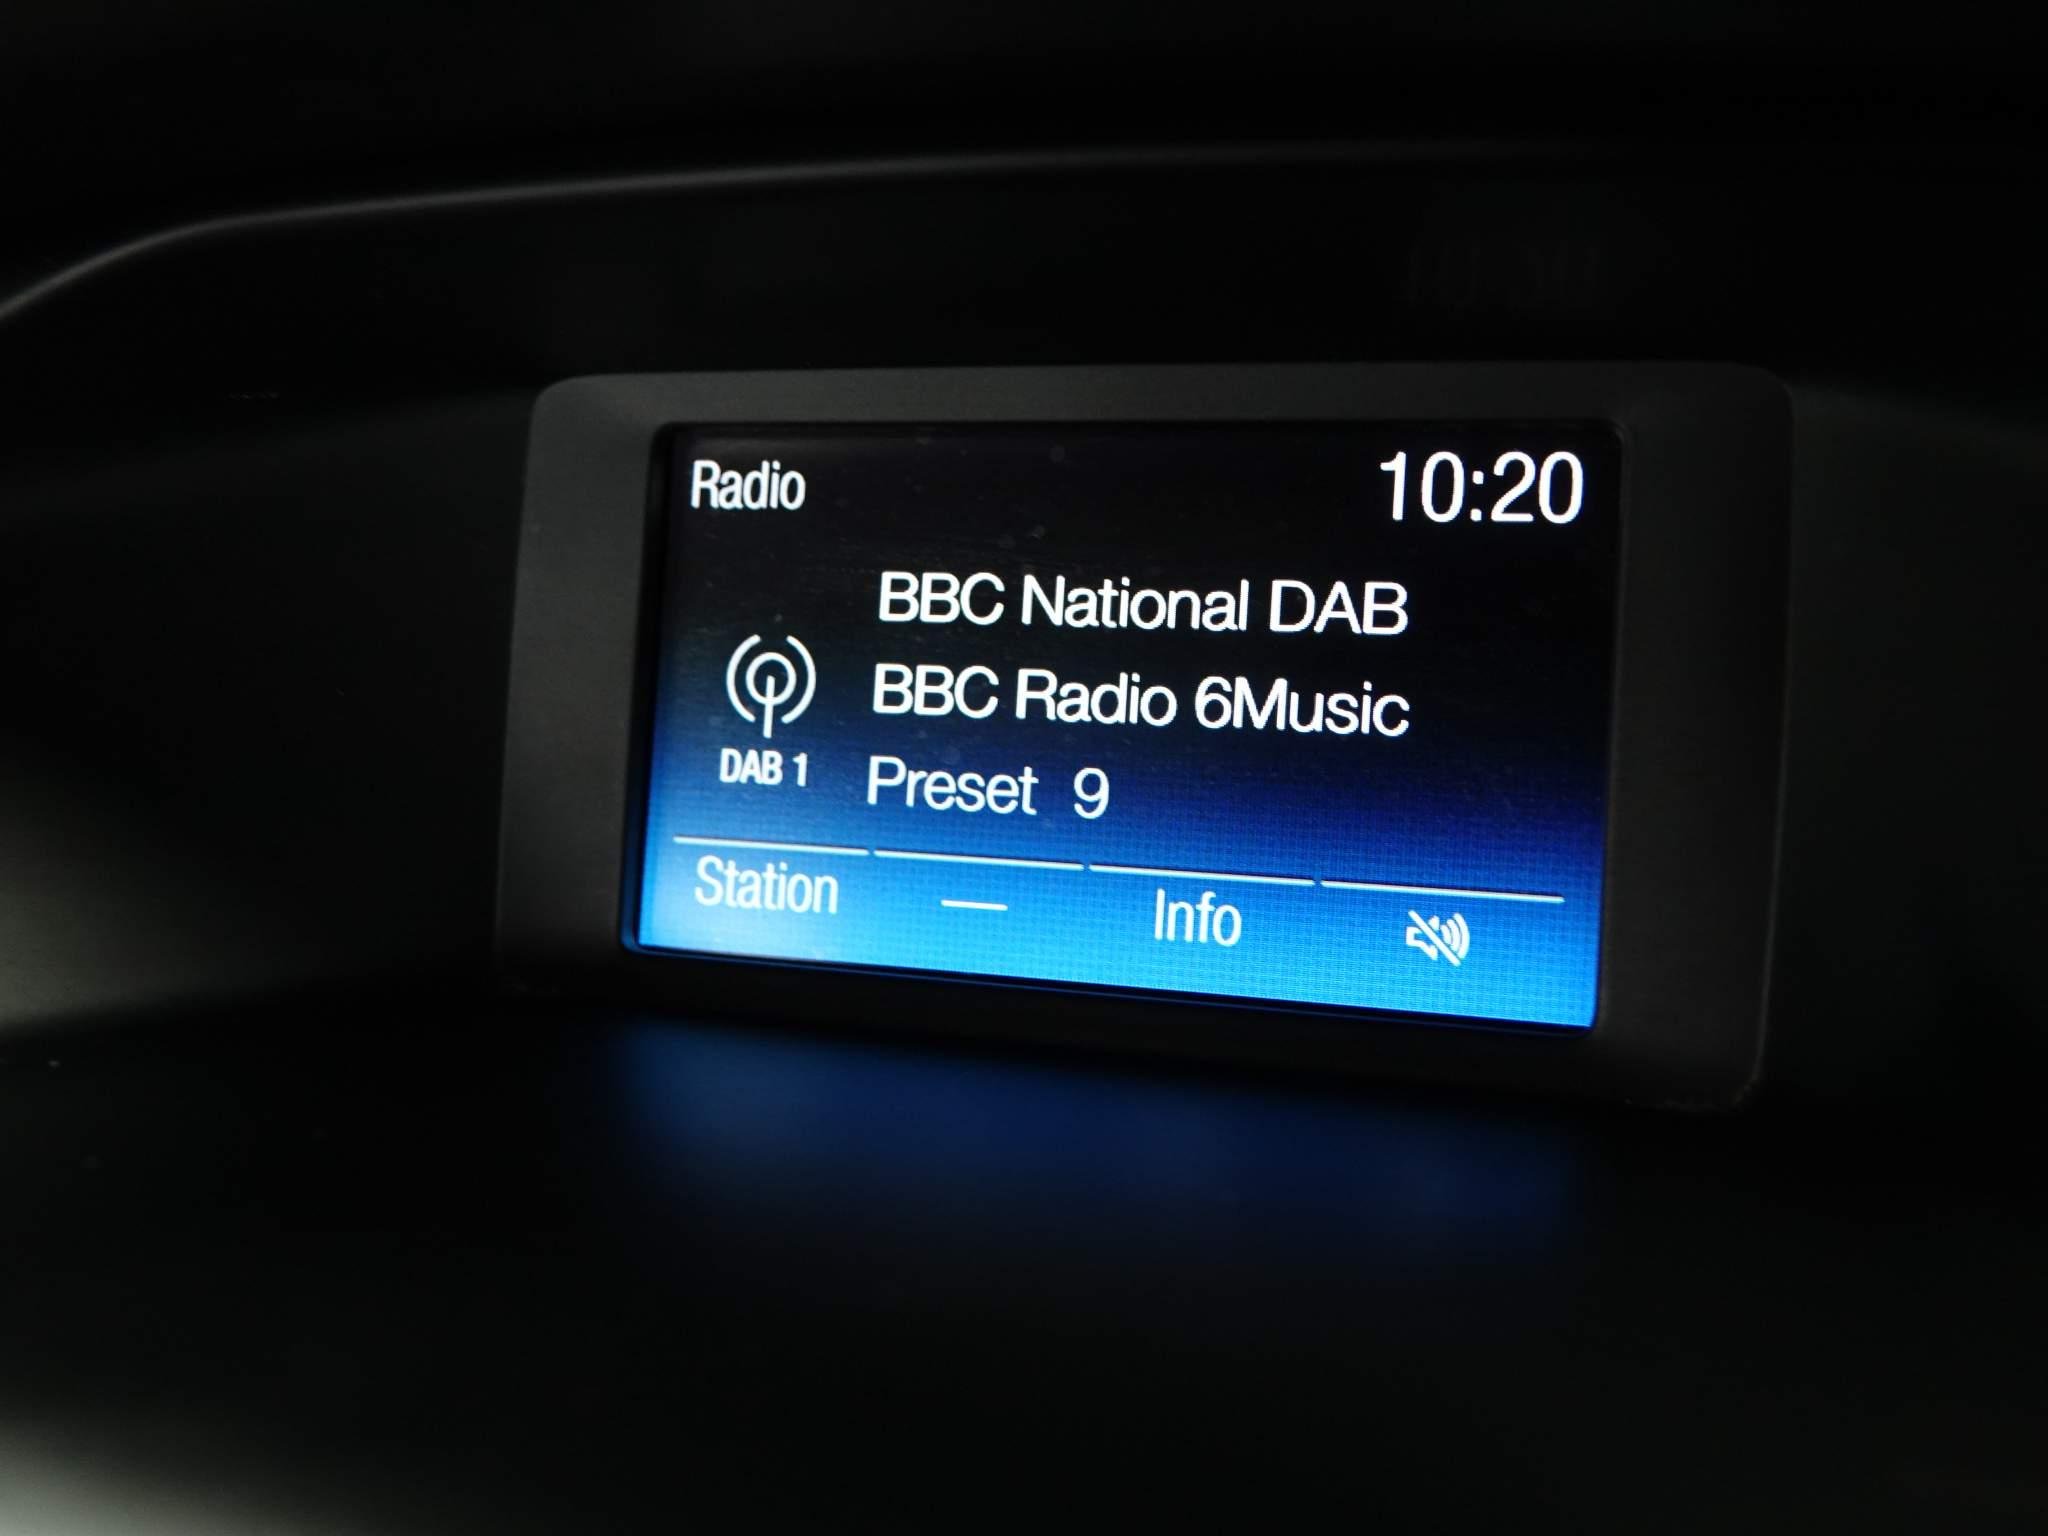 Radio 10:20
BBC National DAB
BBC Radio 6Music
DAB 1 Preset 9
Station — Info